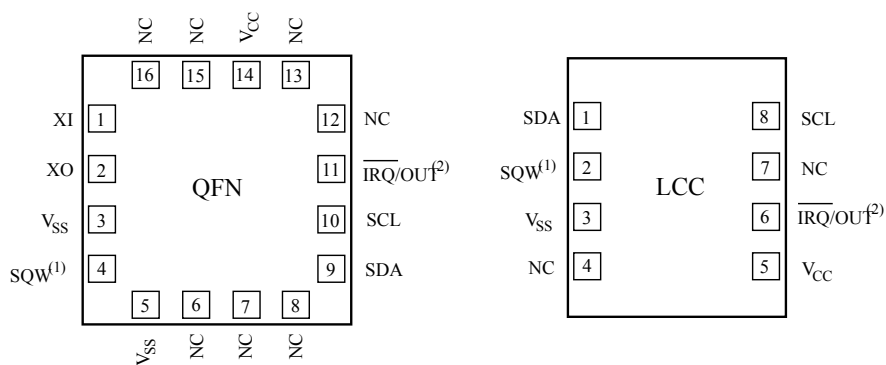 NC NC VCC NC
16 15 14 13
XI 1 12 NC
XO 2 11 IRQ/OUT(2)
QFN
VSS 3 10 SCL
SQW(1) 4 9 SDA
5 6 7 8
VSS NC NC NC
SDA 1 8 SCL
SQW(1) 2 7 NC
LCC
VSS 3 6 IRQ/OUT(2)
NC 4 5 VCC